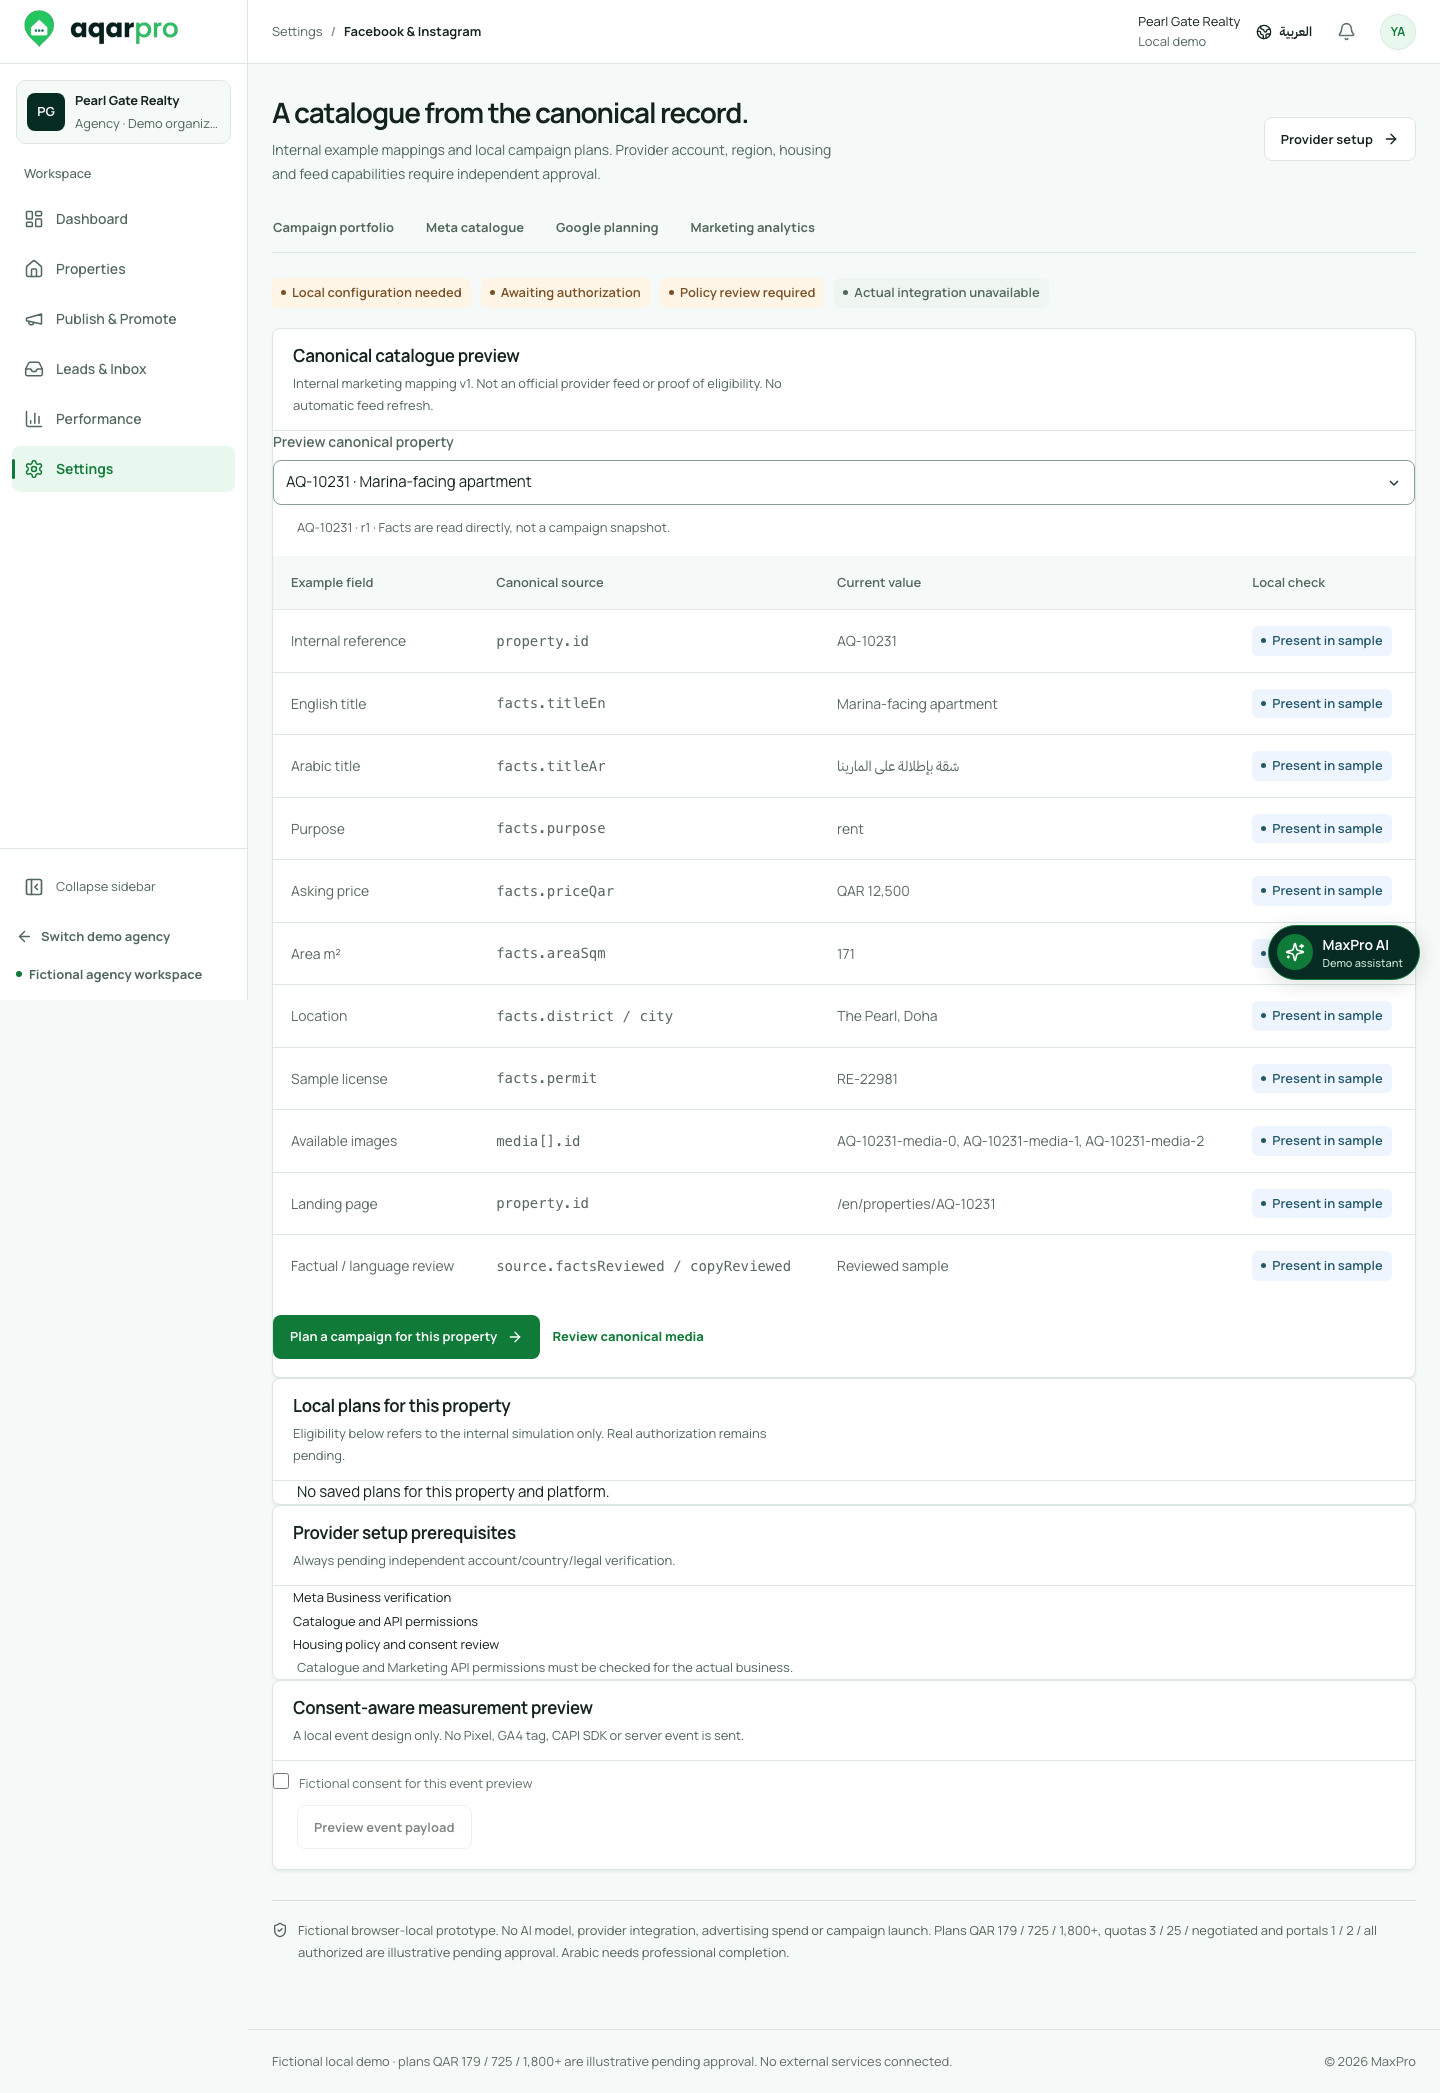 aqarpro
Settings / Facebook & Instagram
Pearl Gate Realty
Local demo
العربية
YA
PG
Pearl Gate Realty
Agency · Demo organiz...
Workspace
Dashboard
Properties
Publish & Promote
Leads & Inbox
Performance
Settings
Collapse sidebar
Switch demo agency
Fictional agency workspace
A catalogue from the canonical record.
Internal example mappings and local campaign plans. Provider account, region, housing
and feed capabilities require independent approval.
Provider setup
Campaign portfolio Meta catalogue Google planning Marketing analytics
Local configuration needed Awaiting authorization Policy review required Actual integration unavailable
Canonical catalogue preview
Internal marketing mapping v1. Not an official provider feed or proof of eligibility. No
automatic feed refresh.
Preview canonical property
AQ-10231 · Marina-facing apartment
AQ-10231 · r1 · Facts are read directly, not a campaign snapshot.
Example field Canonical source Current value Local check
Internal reference property.id AQ-10231 Present in sample
English title facts.titleEn Marina-facing apartment Present in sample
Arabic title facts.titleAr شقة بإطلالة على المارينا Present in sample
Purpose facts.purpose rent Present in sample
Asking price facts.priceQar QAR 12,500 Present in sample
Area m² facts.areaSqm 171
MaxPro AI
Demo assistant
Location facts.district / city The Pearl, Doha Present in sample
Sample license facts.permit RE-22981 Present in sample
Available images media[].id AQ-10231-media-0, AQ-10231-media-1, AQ-10231-media-2 Present in sample
Landing page property.id /en/properties/AQ-10231 Present in sample
Factual / language review source.factsReviewed / copyReviewed Reviewed sample Present in sample
Plan a campaign for this property Review canonical media
Local plans for this property
Eligibility below refers to the internal simulation only. Real authorization remains
pending.
No saved plans for this property and platform.
Provider setup prerequisites
Always pending independent account/country/legal verification.
Meta Business verification
Catalogue and API permissions
Housing policy and consent review
Catalogue and Marketing API permissions must be checked for the actual business.
Consent-aware measurement preview
A local event design only. No Pixel, GA4 tag, CAPI SDK or server event is sent.
Fictional consent for this event preview
Preview event payload
Fictional browser-local prototype. No AI model, provider integration, advertising spend or campaign launch. Plans QAR 179 / 725 / 1,800+, quotas 3 / 25 / negotiated and portals 1 / 2 / all
authorized are illustrative pending approval. Arabic needs professional completion.
Fictional local demo · plans QAR 179 / 725 / 1,800+ are illustrative pending approval. No external services connected.
© 2026 MaxPro